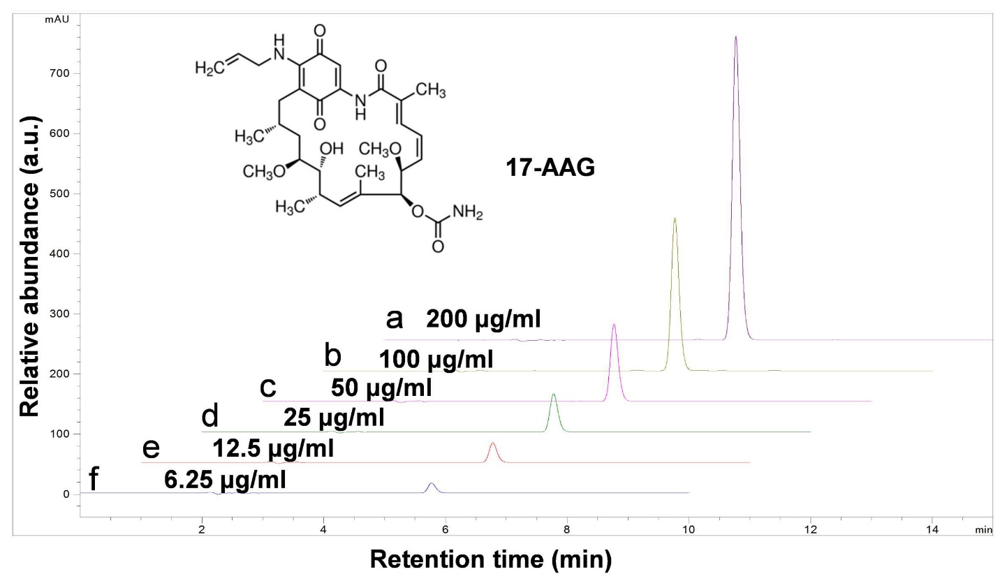 mAU
700
600
500
400
300
200
100
0
Relative abundance (a.u.)
O
H
N
H₂C
O
O
CH₃
N
H
O
H₃C
OH
CH₃O
CH₃O
CH₃
H₃C
O
NH₂
O
17-AAG
a 200 µg/ml
b 100 µg/ml
c 50 µg/ml
d 25 µg/ml
e 12.5 µg/ml
f 6.25 µg/ml
2 4 6 8 10 12 14 min
Retention time (min)